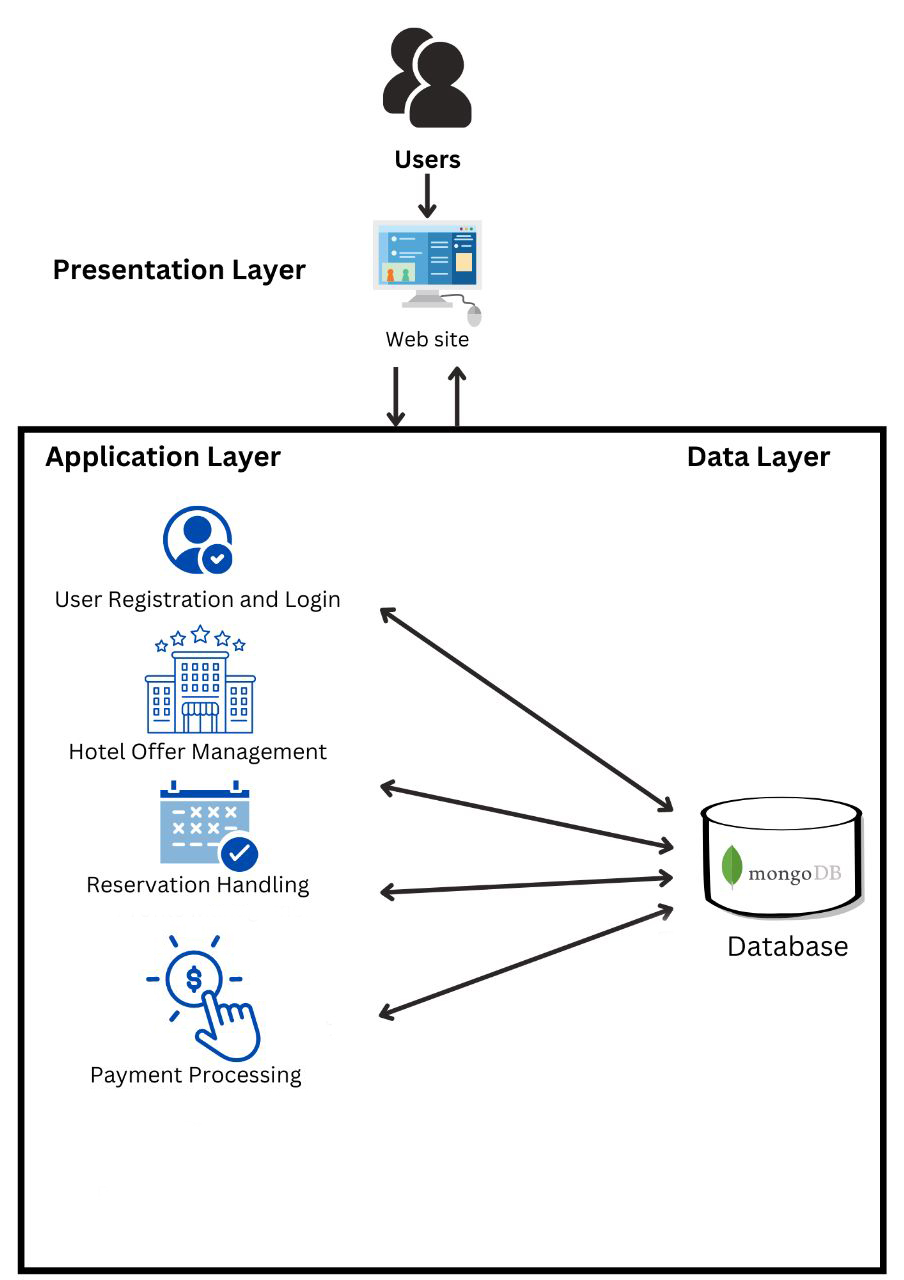 Users
Presentation Layer
Web site
Application Layer
Data Layer
User Registration and Login
Hotel Offer Management
Reservation Handling
$
Payment Processing
mongoDB
Database